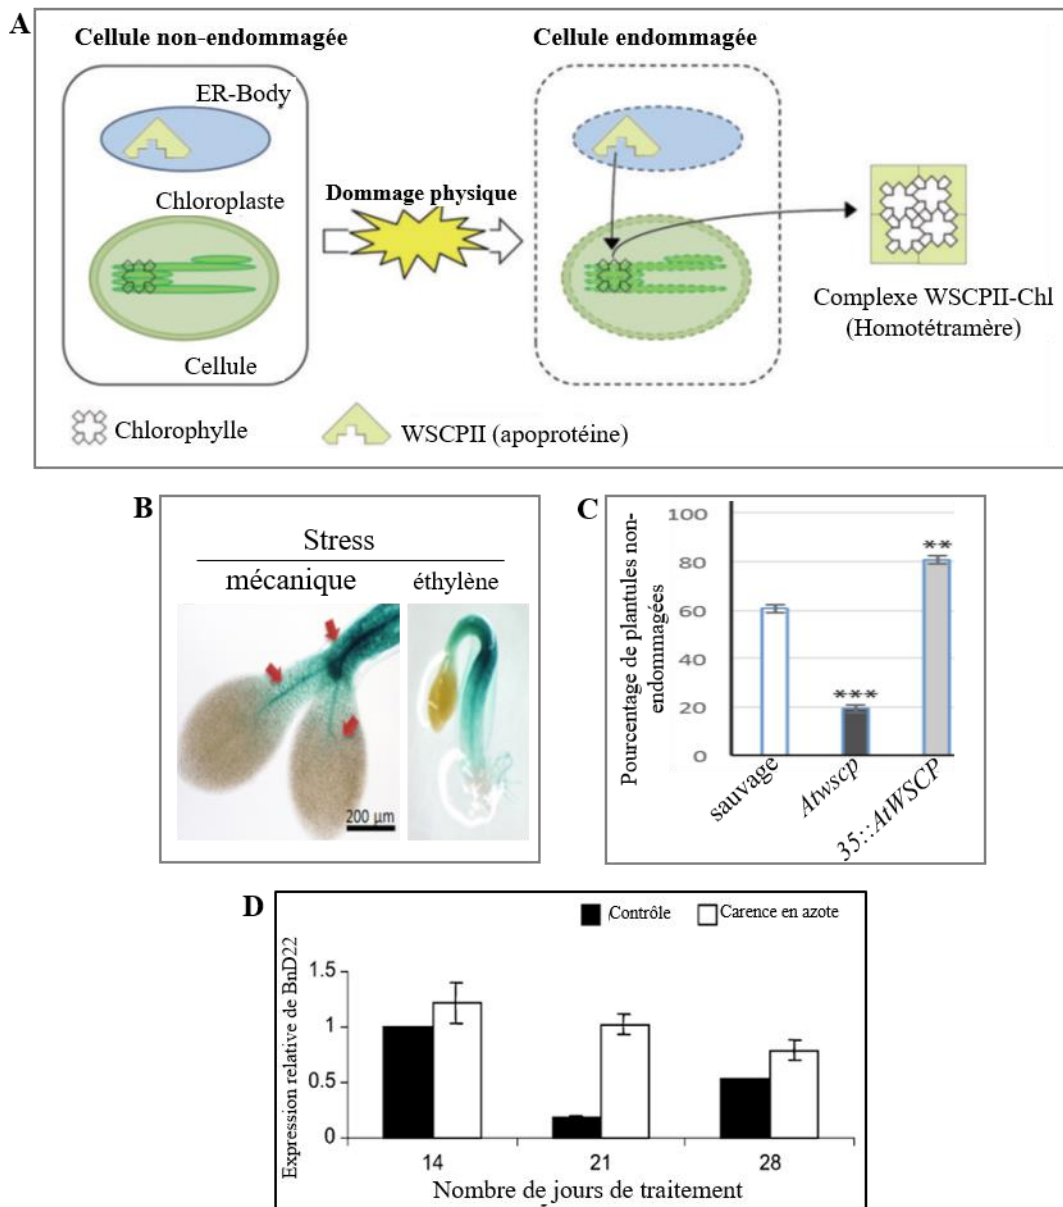 A
Cellule non-endommagée
Cellule endommagée
ER-Body
Chloroplaste
Dommage physique
Cellule
Complexe WSCPII-Chl
(Homotétramère)
Chlorophylle
WSCPII (apoprotéine)
B
Stress
mécanique
éthylène
200 µm
C
Pourcentage de plantules non-
endommagées
100
80
60
40
20
0
**
***
sauvage
Atwscp
35::AtWSCP
D
Contrôle
Carence en azote
Expression relative de BnD22
1.5
1
0.5
0
14
21
28
Nombre de jours de traitement